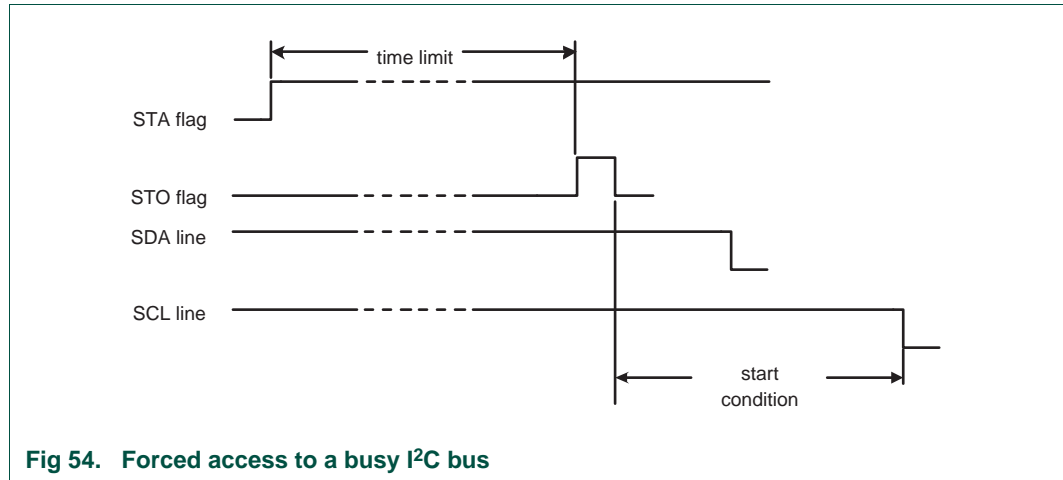 time limit
STA flag
STO flag
SDA line
SCL line
start
condition
Fig 54. Forced access to a busy I²C bus